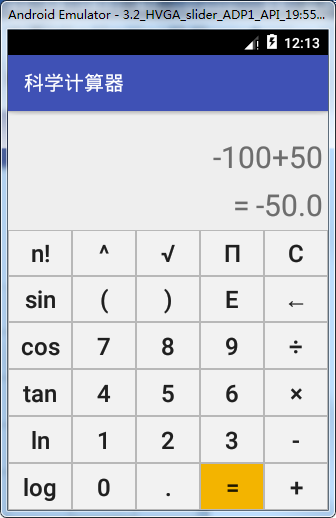 Android Emulator - 3.2_HVGA_slider_ADP1_API_19:55...
12:13
科学计算器
-100+50
= -50.0
n! ^ √ Π C
sin ( ) E ←
cos 7 8 9 ÷
tan 4 5 6 ×
ln 1 2 3 -
log 0 . = +